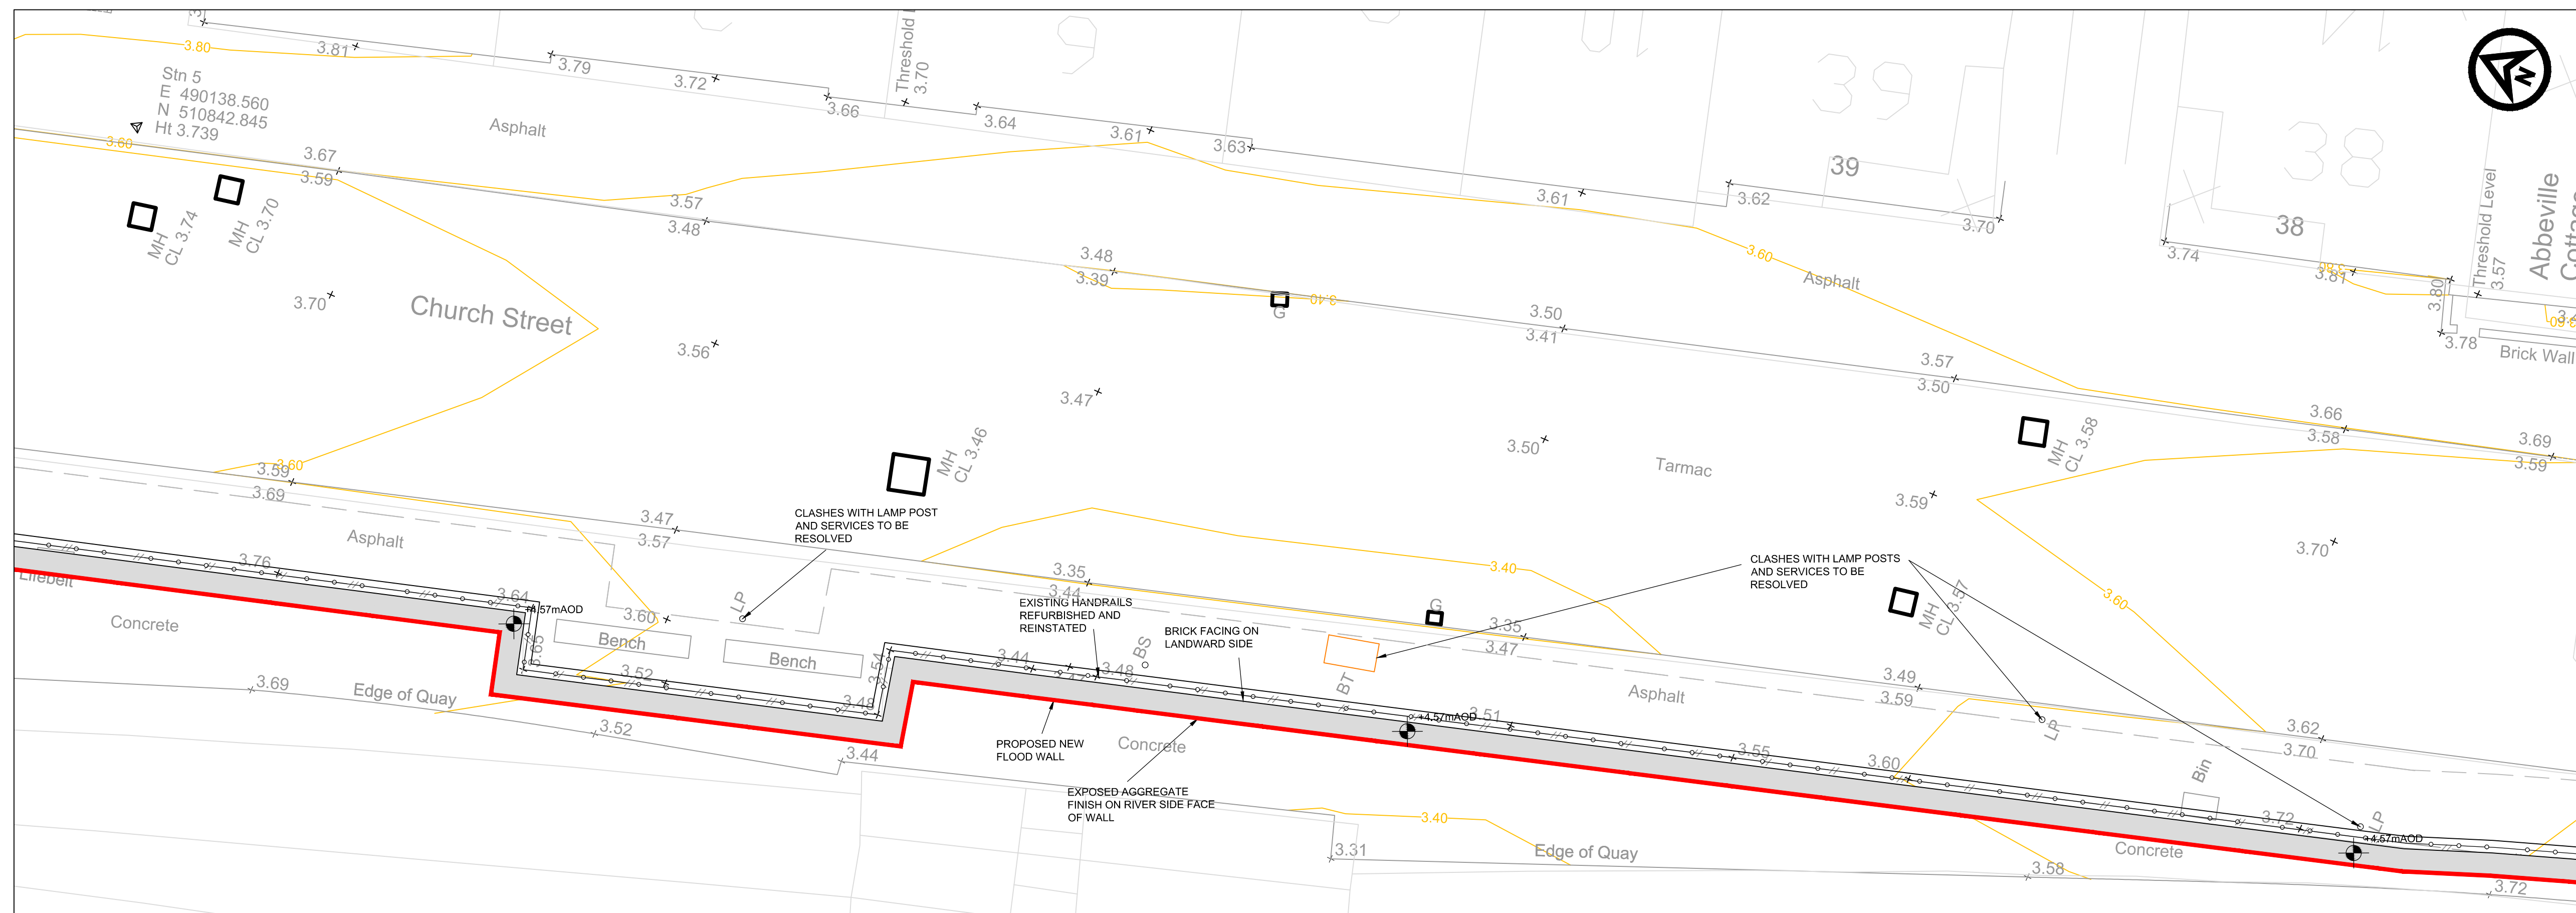 3.80
3.81
3.79
3.72
Threshold
3.70
3.66
3.64
3.61
3.63
3.61
3.62
39
39
3.70
38
38
3.74
3.81
3.80
3.80
Threshold Level
3.57
Abbeville
3.78
Brick Wall
N
Stn 5
E 490138.560
N 510842.845
Ht 3.739
Asphalt
3.60
3.67
3.59
MH
CL 3.74
MH
CL 3.70
3.70
Church Street
3.57
3.48
3.56
3.48
3.39
3.40
G
3.47
3.50
3.41
3.50
3.60
Asphalt
3.57
3.50
3.59
Tarmac
MH
CL 3.58
3.66
3.58
3.69
3.59
3.70
3.60
3.59
3.69
Asphalt
3.76
Lifebelt
Concrete
3.64
+4.57mAOD
3.65
3.60
Bench
LP
Bench
3.52
3.54
3.48
3.47
3.57
MH
CL 3.46
CLASHES WITH LAMP POST
AND SERVICES TO BE
RESOLVED
3.35
3.44
3.40
EXISTING HANDRAILS
REFURBISHED AND
REINSTATED
BRICK FACING ON
LANDWARD SIDE
BS
3.44
3.48
G
3.35
3.47
BT
CLASHES WITH LAMP POSTS
AND SERVICES TO BE
RESOLVED
MH
CL 3.57
3.60
3.49
3.59
Asphalt
LP
3.62
3.70
3.51
+4.57mAOD
3.55
3.60
Bin
3.72
LP
+4.57mAOD
3.69
Edge of Quay
3.52
3.44
PROPOSED NEW
FLOOD WALL
Concrete
EXPOSED AGGREGATE
FINISH ON RIVER SIDE FACE
OF WALL
3.31
3.40
Edge of Quay
Concrete
3.58
3.72